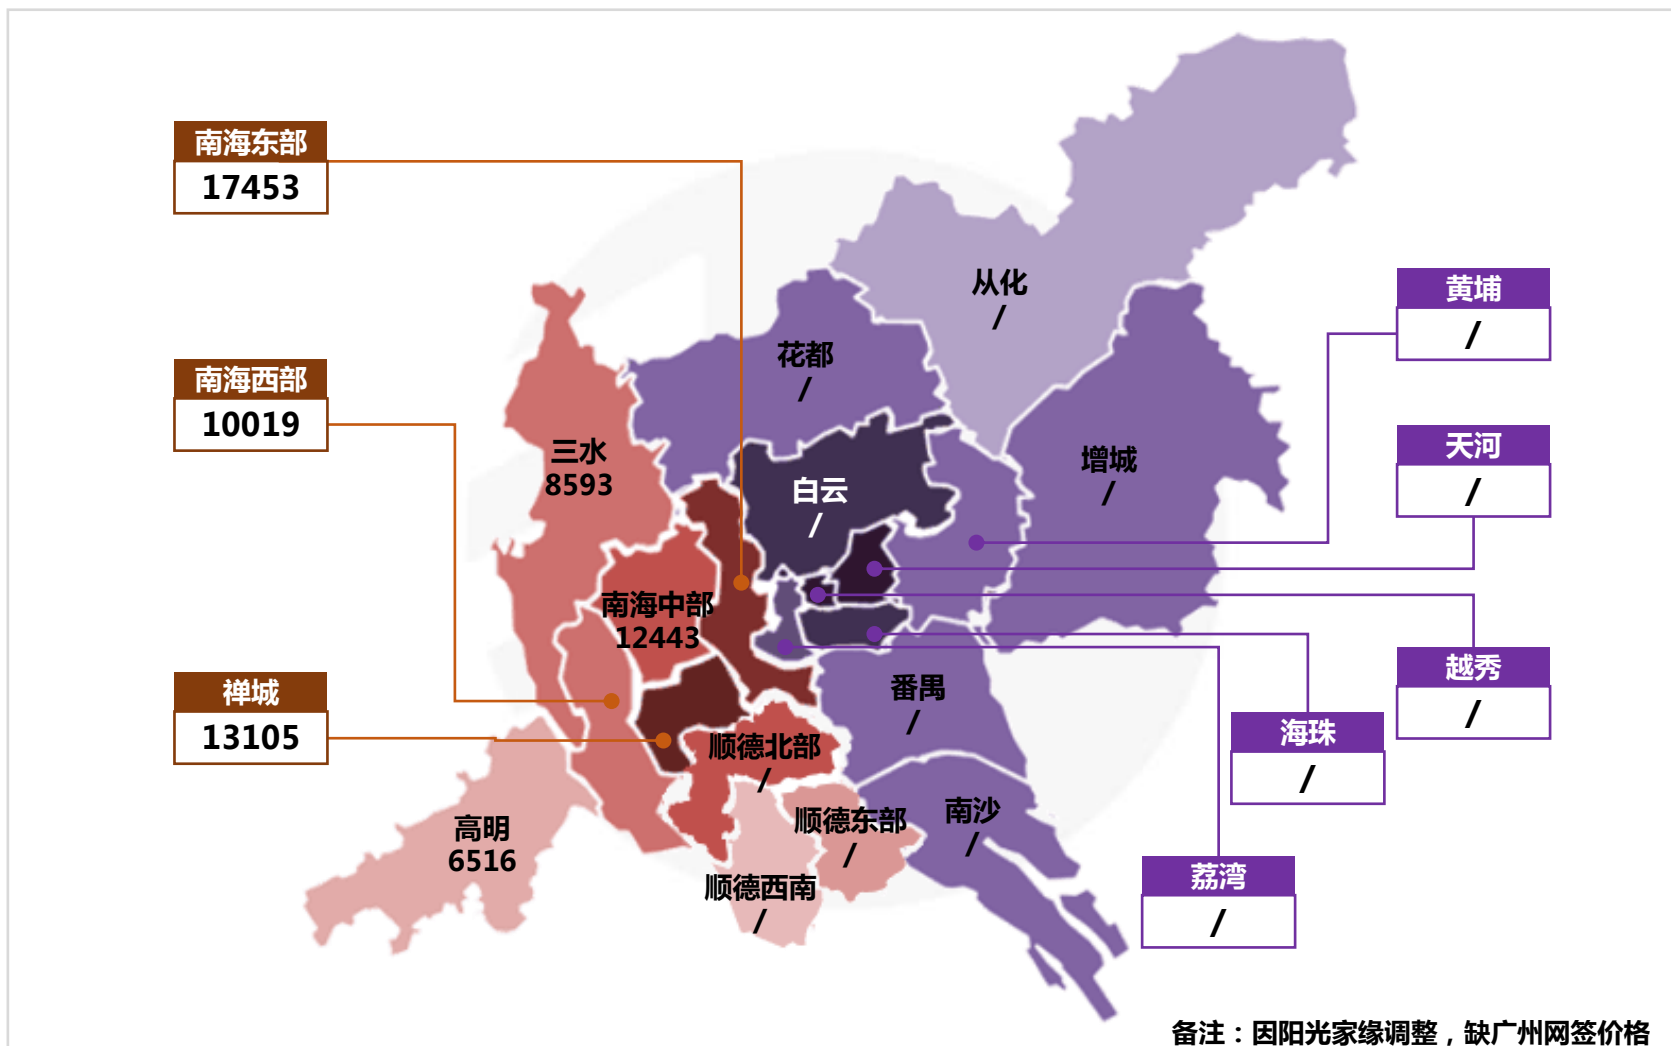 南海东部
17453
南海西部
10019
禅城
13105
从化
/
花都
/
三水
8593
白云
/
增城
/
南海中部
12443
番禺
/
顺德北部
/
南沙
/
顺德东部
/
高明
6516
顺德西南
/
黄埔
/
天河
/
越秀
/
海珠
/
荔湾
/
备注：因阳光家缘调整，缺广州网签价格